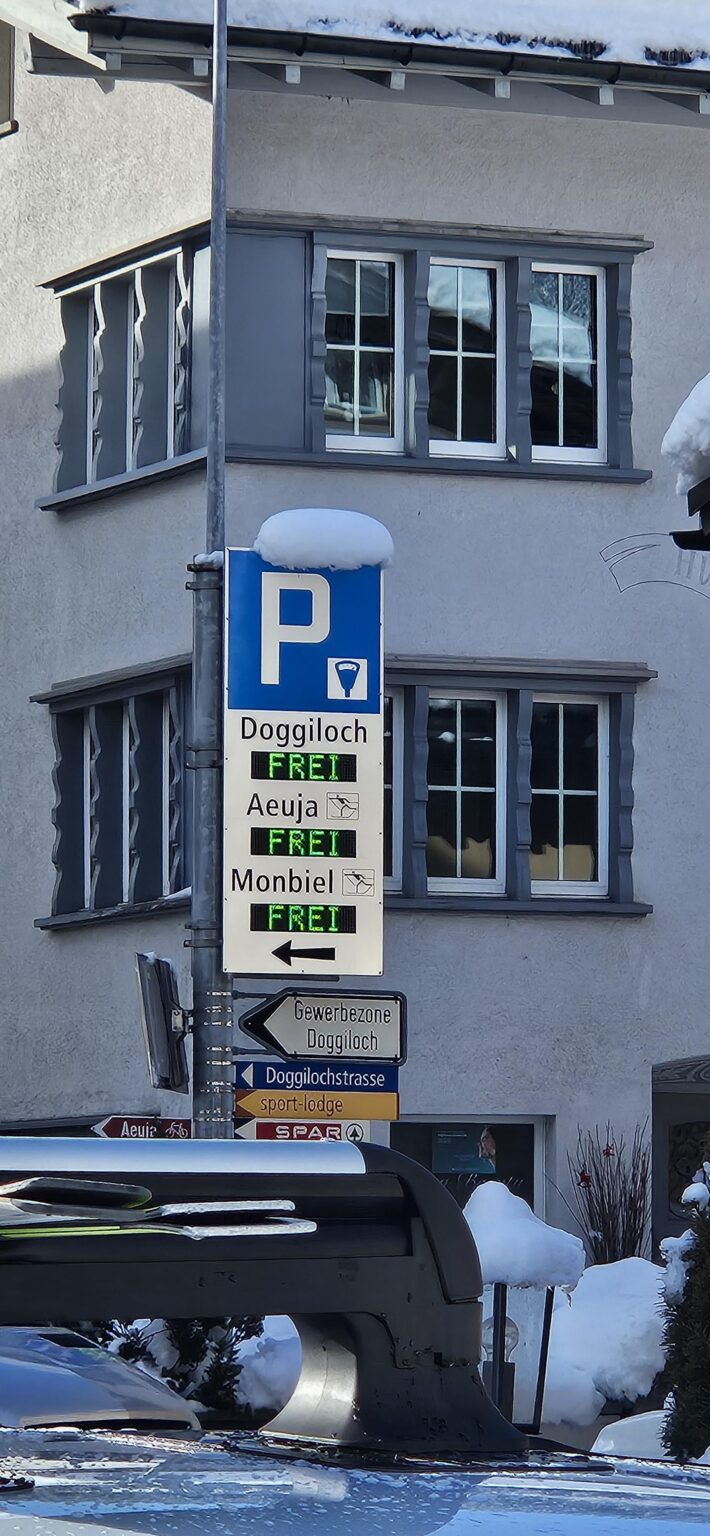 P
Doggiloch
FREI
Aeuja
FREI
Monbiel
FREI
Gewerbezone
Doggiloch
Doggilochstrasse
sport-lodge
Aeuja
SPAR